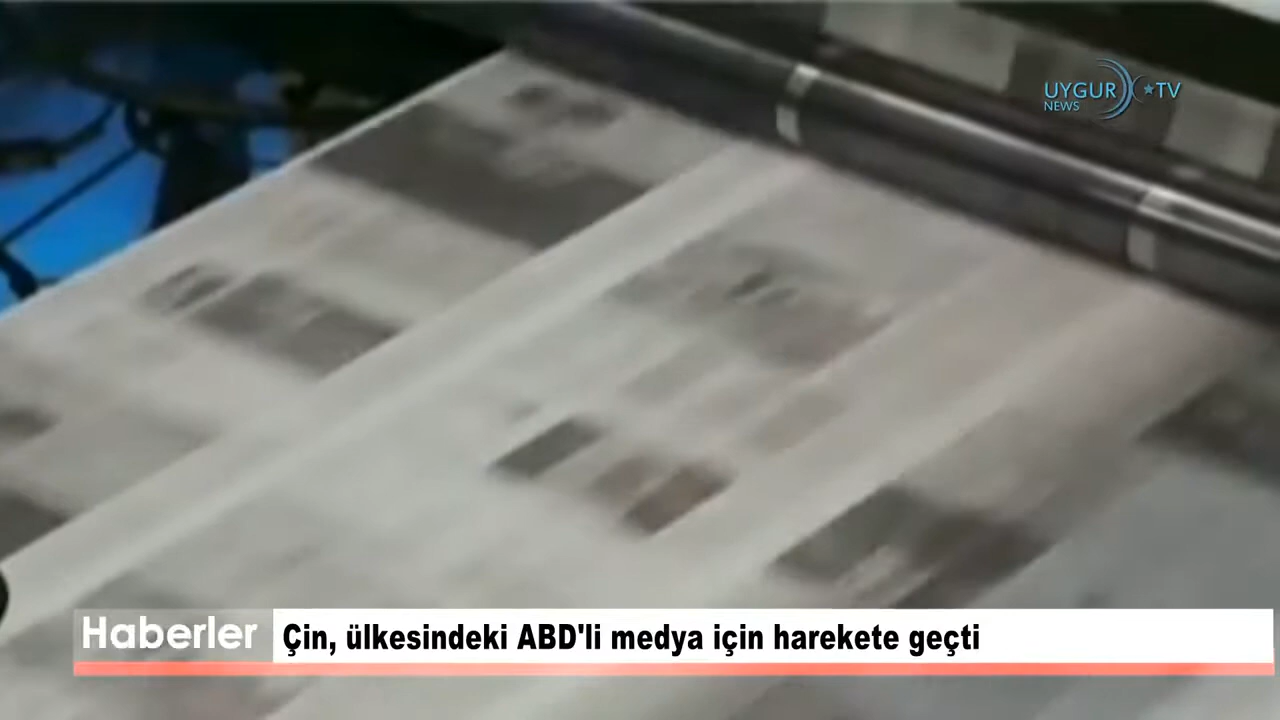 UYGUR TV
NEWS
Haberler
Çin, ülkesindeki ABD'li medya için harekete geçti